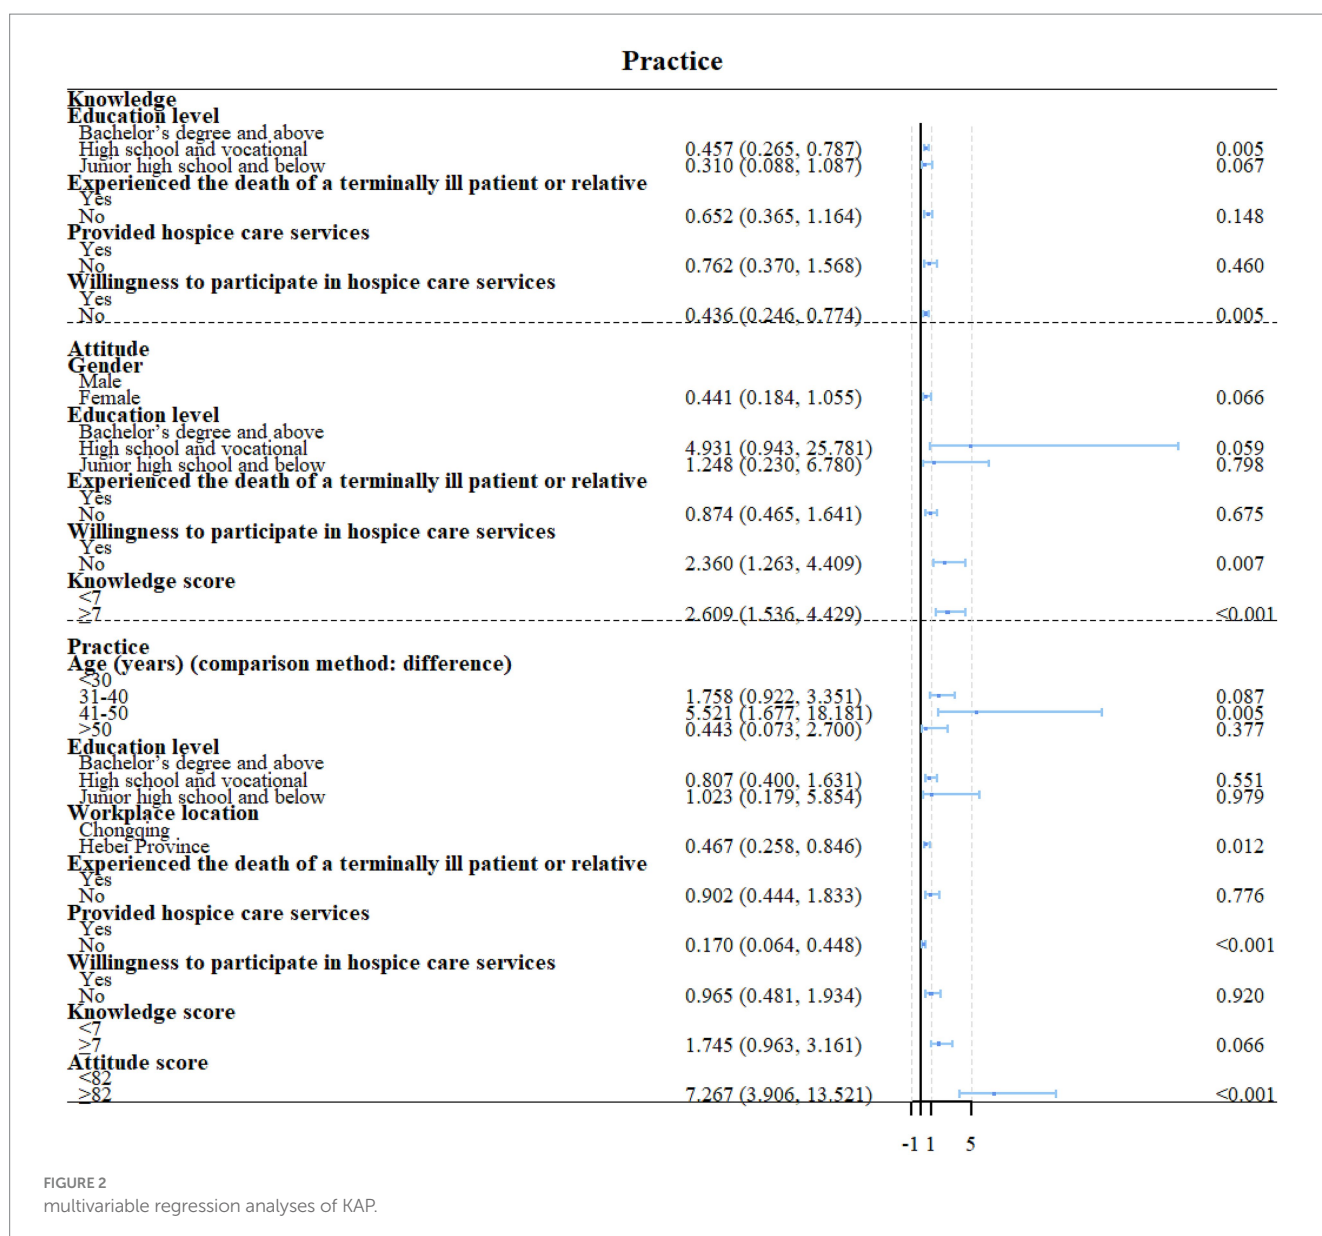 Practice
Knowledge
Education level
Bachelor's degree and above
High school and vocational 0.457 (0.265, 0.787) 0.005
Junior high school and below 0.310 (0.088, 1.087) 0.067
Experienced the death of a terminally ill patient or relative
Yes
No 0.652 (0.365, 1.164) 0.148
Provided hospice care services
Yes
No 0.762 (0.370, 1.568) 0.460
Willingness to participate in hospice care services
Yes
No 0.436 (0.246, 0.774) 0.005
Attitude
Gender
Male
Female 0.441 (0.184, 1.055) 0.066
Education level
Bachelor's degree and above
High school and vocational 4.931 (0.943, 25.781) 0.059
Junior high school and below 1.248 (0.230, 6.780) 0.798
Experienced the death of a terminally ill patient or relative
Yes
No 0.874 (0.465, 1.641) 0.675
Willingness to participate in hospice care services
Yes
No 2.360 (1.263, 4.409) 0.007
Knowledge score
<7
≥7 2.609 (1.536, 4.429) <0.001
Practice
Age (years) (comparison method: difference)
<30
31-40 1.758 (0.922, 3.351) 0.087
41-50 5.521 (1.677, 18.181) 0.005
>50 0.443 (0.073, 2.700) 0.377
Education level
Bachelor's degree and above
High school and vocational 0.807 (0.400, 1.631) 0.551
Junior high school and below 1.023 (0.179, 5.854) 0.979
Workplace location
Chongqing
Hebei Province 0.467 (0.258, 0.846) 0.012
Experienced the death of a terminally ill patient or relative
Yes
No 0.902 (0.444, 1.833) 0.776
Provided hospice care services
Yes
No 0.170 (0.064, 0.448) <0.001
Willingness to participate in hospice care services
Yes
No 0.965 (0.481, 1.934) 0.920
Knowledge score
<7
≥7 1.745 (0.963, 3.161) 0.066
Attitude score
<82
≥82 7.267 (3.906, 13.521) <0.001
-1 1 5
FIGURE 2
multivariable regression analyses of KAP.